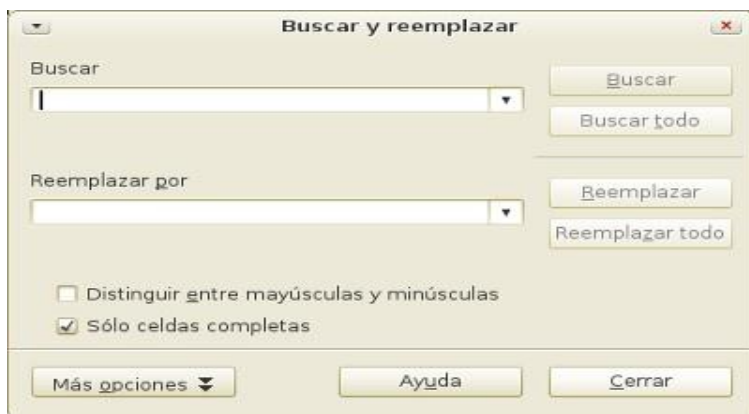 Buscar y reemplazar
Buscar
Buscar
Buscar todo
Reemplazar por
Reemplazar
Reemplazar todo
Distinguir entre mayúsculas y minúsculas
Sólo celdas completas
Más opciones
Ayuda
Cerrar